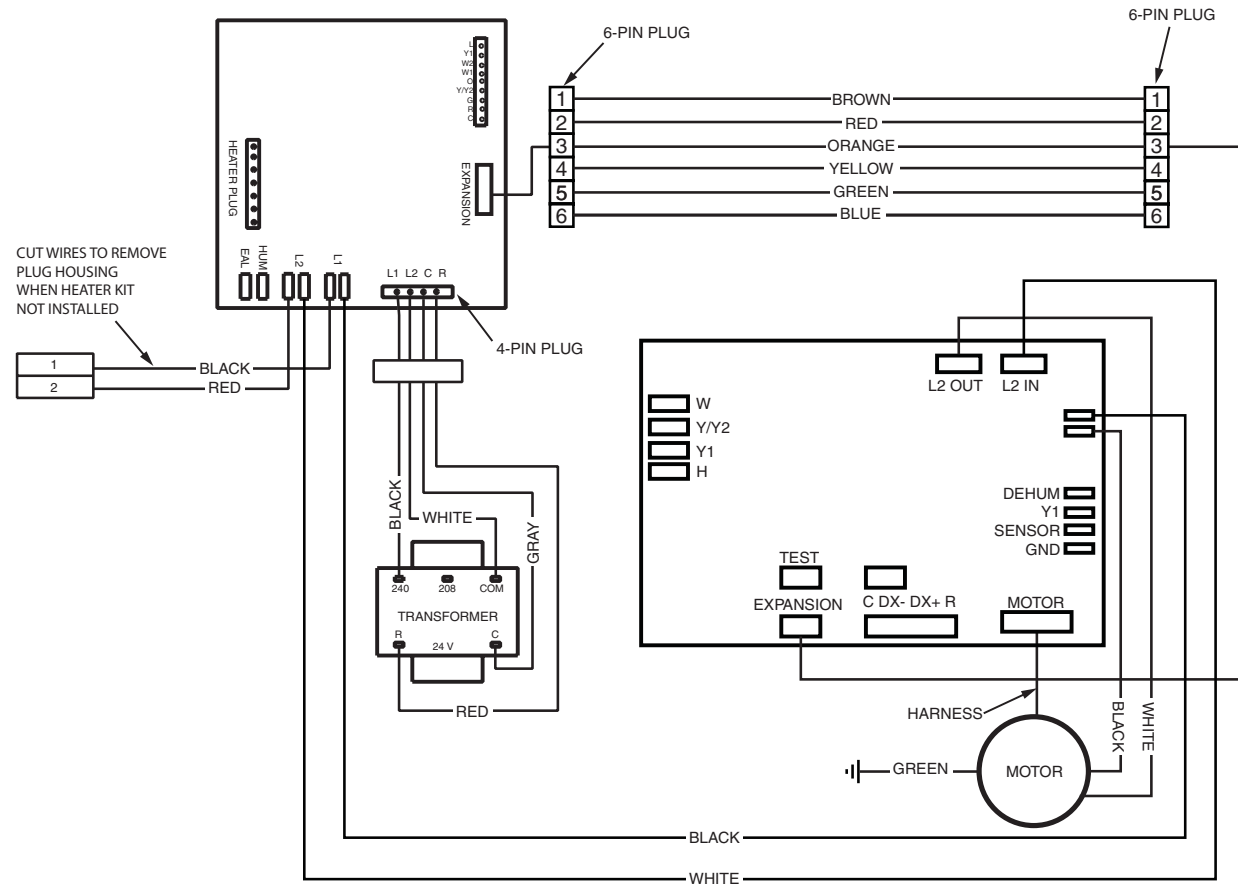 6-PIN PLUG
6-PIN PLUG
L
Y1
W2
W1
O
Y/Y2
G
R
C
HEATER PLUG
EXPANSION
1 BROWN 1
2 RED 2
3 ORANGE 3
4 YELLOW 4
5 GREEN 5
6 BLUE 6
CUT WIRES TO REMOVE
PLUG HOUSING
WHEN HEATER KIT
NOT INSTALLED
EAL
HUM
L2
L1
L1 L2 C R
4-PIN PLUG
1
BLACK
2
RED
BLACK
WHITE
GRAY
240
208
COM
TRANSFORMER
R
24 V
C
RED
L2 OUT
L2 IN
W
Y/Y2
Y1
H
DEHUM
Y1
SENSOR
GND
TEST
EXPANSION
C DX- DX+ R
MOTOR
HARNESS
BLACK
WHITE
GREEN
MOTOR
BLACK
WHITE